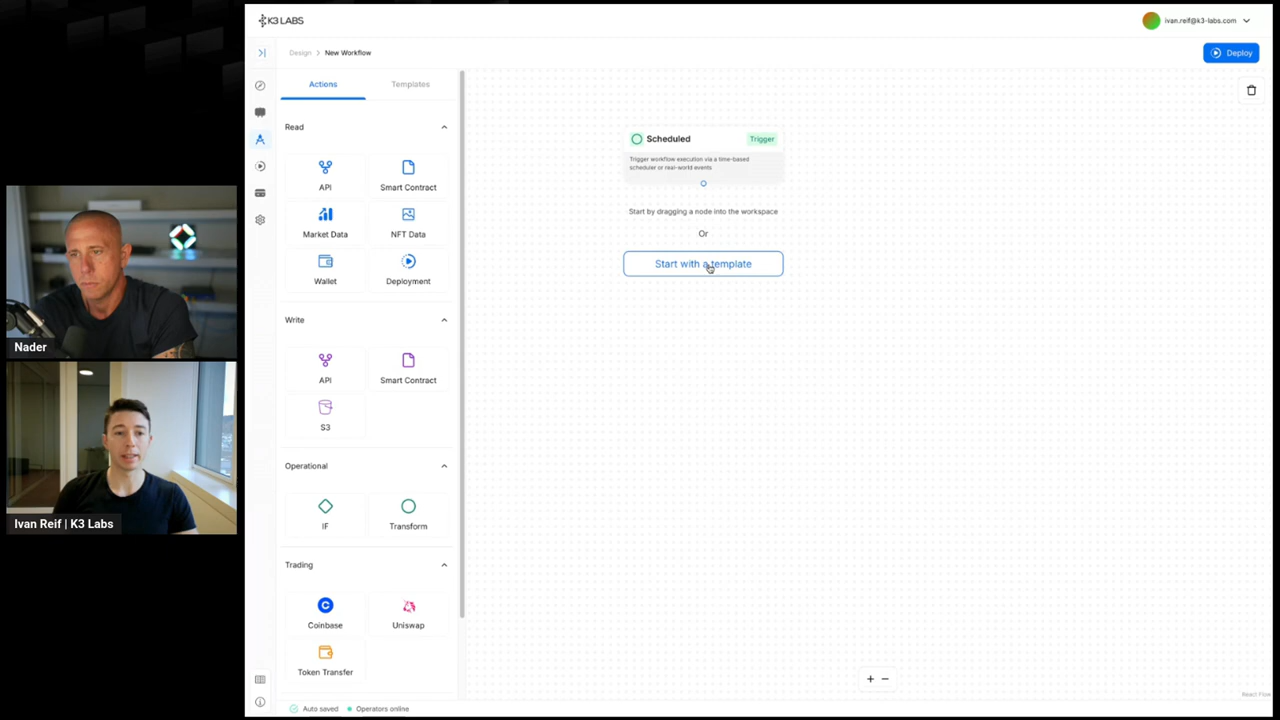 K3 LABS
ivan.reif@k3-labs.com
Design > New Workflow
Deploy
Actions
Templates
Read
API
Smart Contract
Market Data
NFT Data
Wallet
Deployment
Write
API
Smart Contract
S3
Operational
IF
Transform
Trading
Coinbase
Uniswap
Token Transfer
Auto saved
Operators online
Scheduled
Trigger
Trigger workflow execution via a time-based
scheduler or real-world events
Start by dragging a node into the workspace
Or
Start with a template
React Flow
Nader
Ivan Reif | K3 Labs